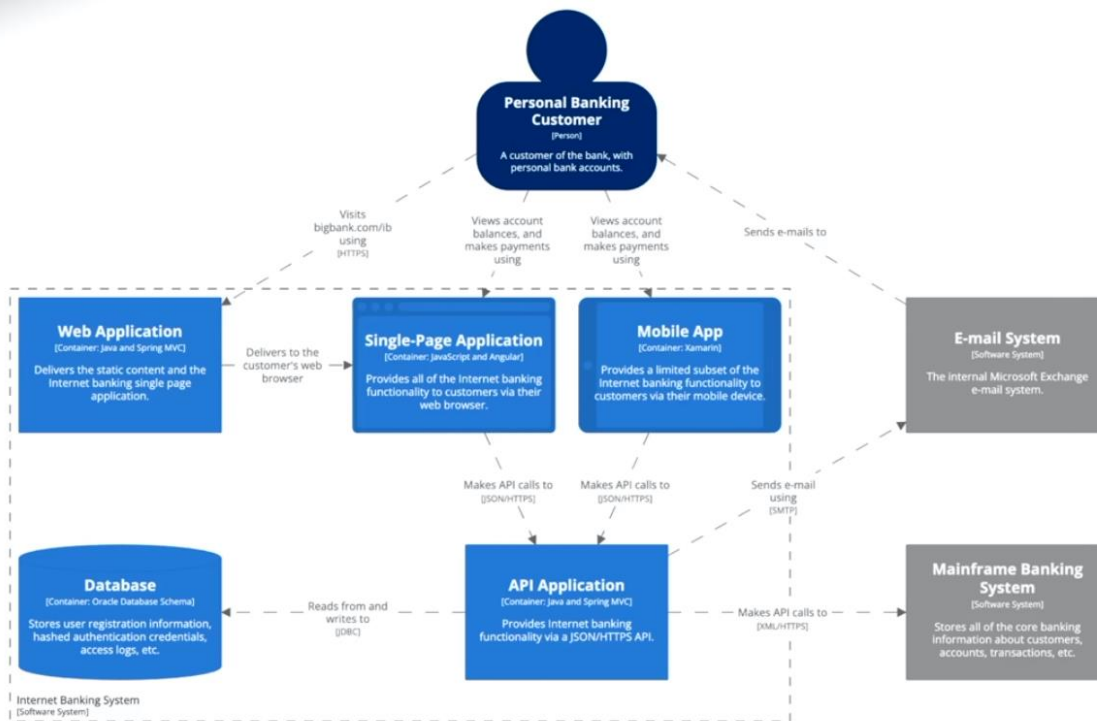 Personal Banking
Customer
[Person]
A customer of the bank, with
personal bank accounts.
Visits
bigbank.com/ib
using
[HTTPS]
Views account
balances, and
makes payments
using
Views account
balances, and
makes payments
using
Sends e-mails to
Web Application
[Container: Java and Spring MVC]
Delivers the static content and the
Internet banking single page
application.
Delivers to the
customer's web
browser
Single-Page Application
[Container: JavaScript and Angular]
Provides all of the Internet banking
functionality to customers via their
web browser.
Mobile App
[Container: Xamarin]
Provides a limited subset of the
Internet banking functionality to
customers via their mobile device.
E-mail System
[Software System]
The internal Microsoft Exchange
e-mail system.
Makes API calls to
[JSON/HTTPS]
Makes API calls to
[JSON/HTTPS]
Sends e-mail
using
[SMTP]
Database
[Container: Oracle Database Schema]
Stores user registration information,
hashed authentication credentials,
access logs, etc.
Reads from and
writes to
[JDBC]
API Application
[Container: Java and Spring MVC]
Provides Internet banking
functionality via a JSON/HTTPS API.
Makes API calls to
[XML/HTTPS]
Mainframe Banking
System
[Software System]
Stores all of the core banking
information about customers,
accounts, transactions, etc.
Internet Banking System
[Software System]